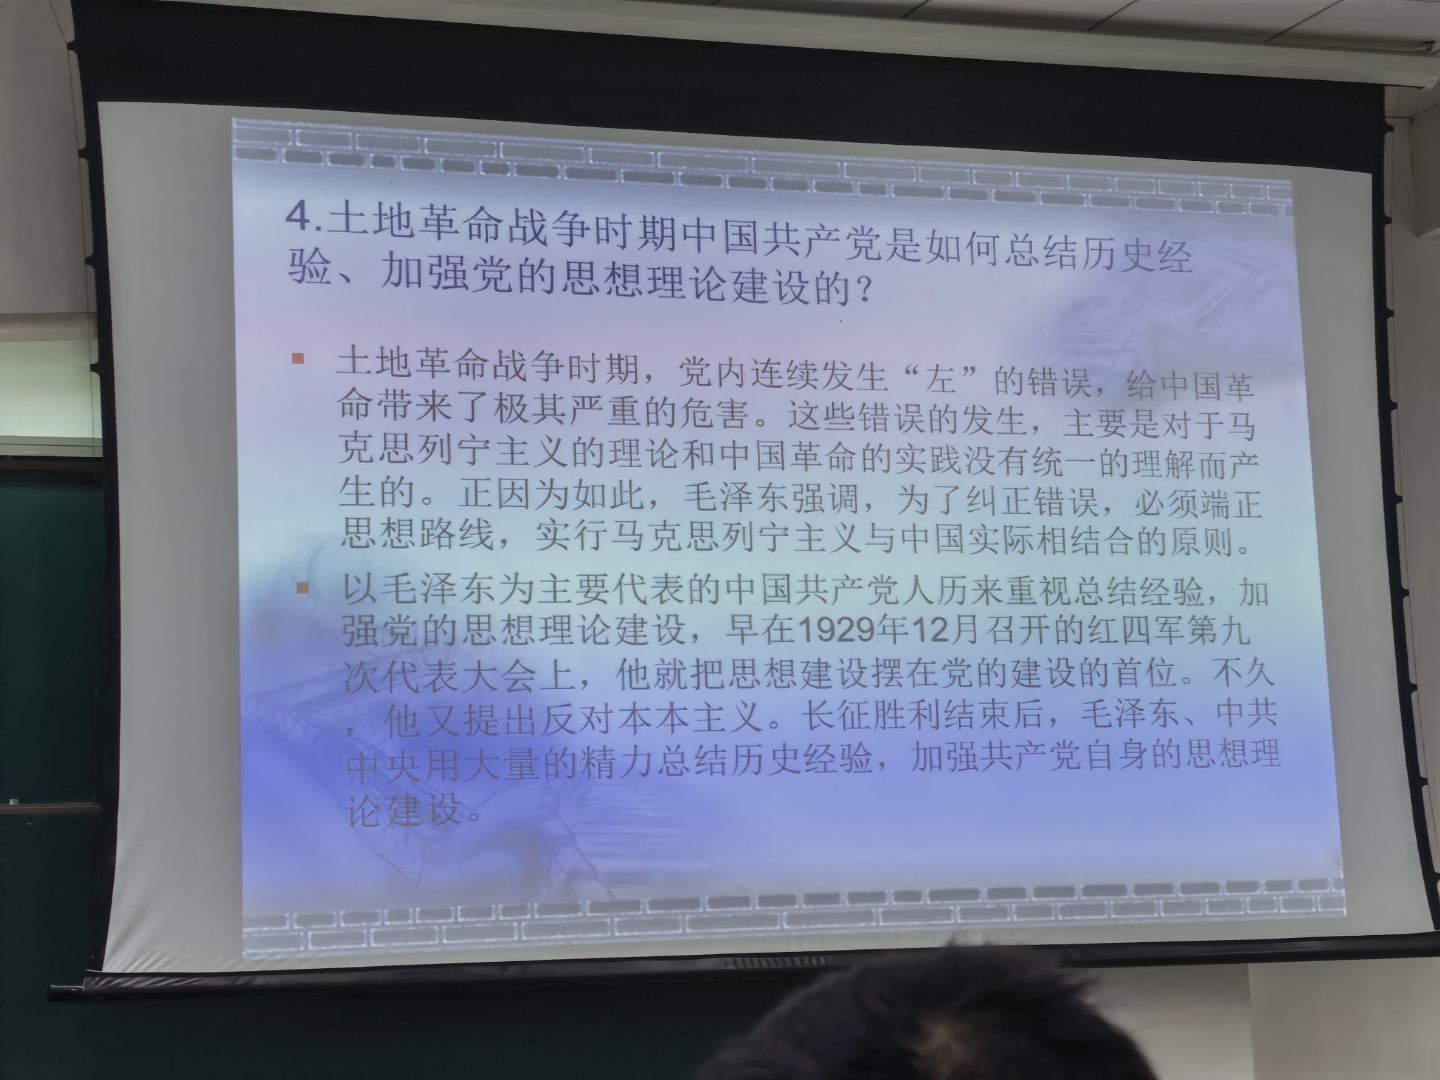 4.土地革命战争时期中国共产党是如何总结历史经
验、加强党的思想理论建设的？
土地革命战争时期，党内连续发生“左”的错误，给中国革
命带来了极其严重的危害。这些错误的发生，主要是对于马
克思列宁主义的理论和中国革命的实践没有统一的理解而产
生的。正因为如此，毛泽东强调，为了纠正错误，必须端正
思想路线，实行马克思列宁主义与中国实际相结合的原则。
以毛泽东为主要代表的中国共产党人历来重视总结经验，加
强党的思想理论建设，早在1929年12月召开的红四军第九
次代表大会上，他就把思想建设摆在党的建设的首位。不久
，他又提出反对本本主义。长征胜利结束后，毛泽东、中共
中央用大量的精力总结历史经验，加强共产党自身的思想理
论建设。